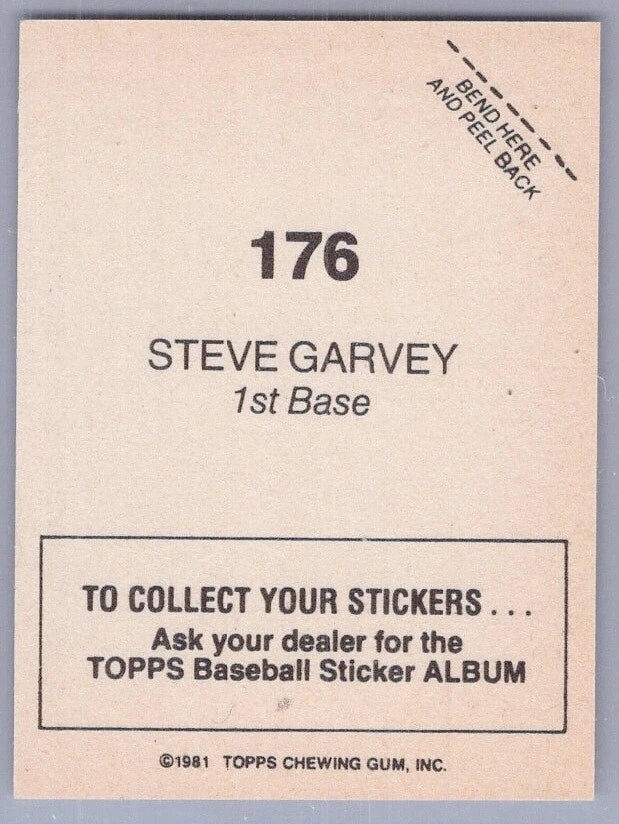 BEND HERE
AND PEEL BACK
176
STEVE GARVEY
1st Base
TO COLLECT YOUR STICKERS...
Ask your dealer for the
TOPPS Baseball Sticker ALBUM
©1981 TOPPS CHEWING GUM, INC.